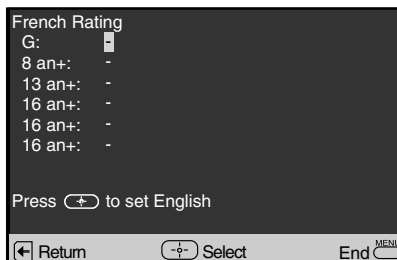 French Rating
G: -
8 an+: -
13 an+: -
16 an+: -
16 an+: -
16 an+: -
Press to set English
Return Select End MENU